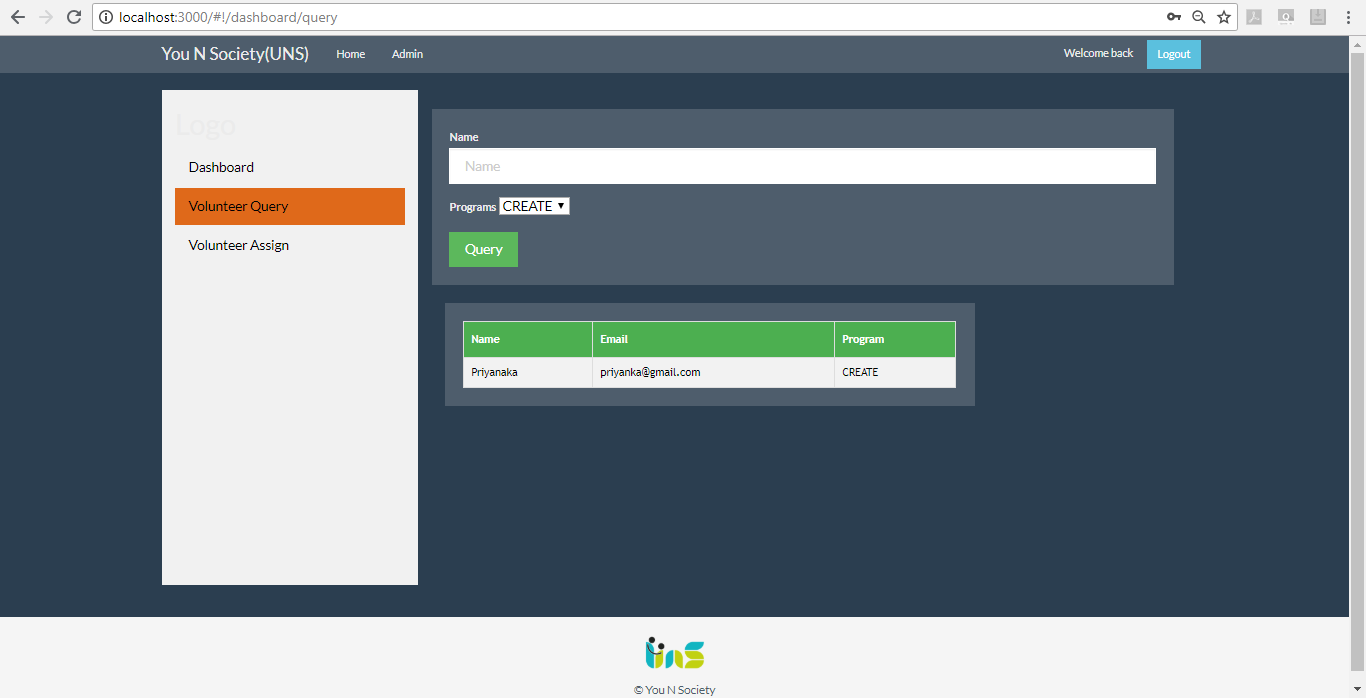 localhost:3000/#!/dashboard/query
You N Society(UNS) Home Admin Welcome back Logout
Logo
Dashboard
Volunteer Query
Volunteer Assign
Name
Name
Programs CREATE
Query
Name Email Program
Priyanaka priyanka@gmail.com CREATE
uns
© You N Society